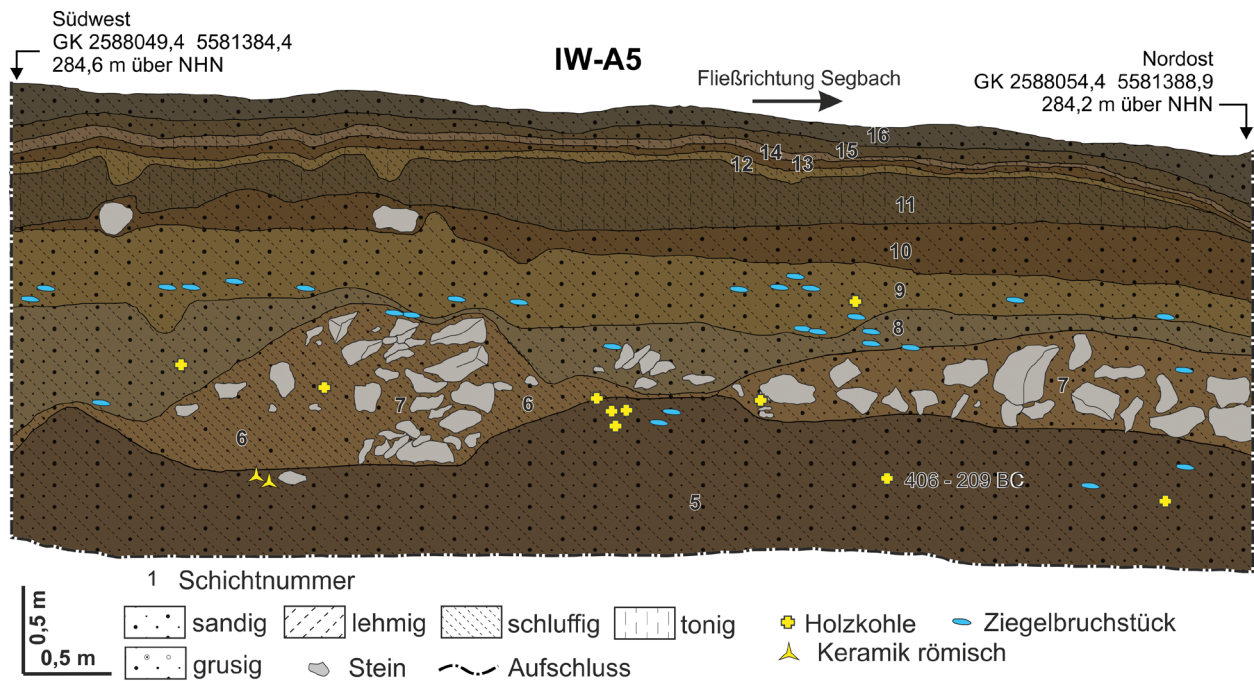 Südwest
GK 2588049,4 5581384,4
284,6 m über NHN
IW-A5
Fließrichtung Segbach
Nordost
GK 2588054,4 5581388,9
284,2 m über NHN
16
15
14
13
12
11
10
9
8
7
7
6
6
406 - 209 BC
5
1 Schichtnummer
0,5 m
0,5 m
sandig
lehmig
schluffig
tonig
Holzkohle
Ziegelbruchstück
grusig
Stein
Aufschluss
Keramik römisch